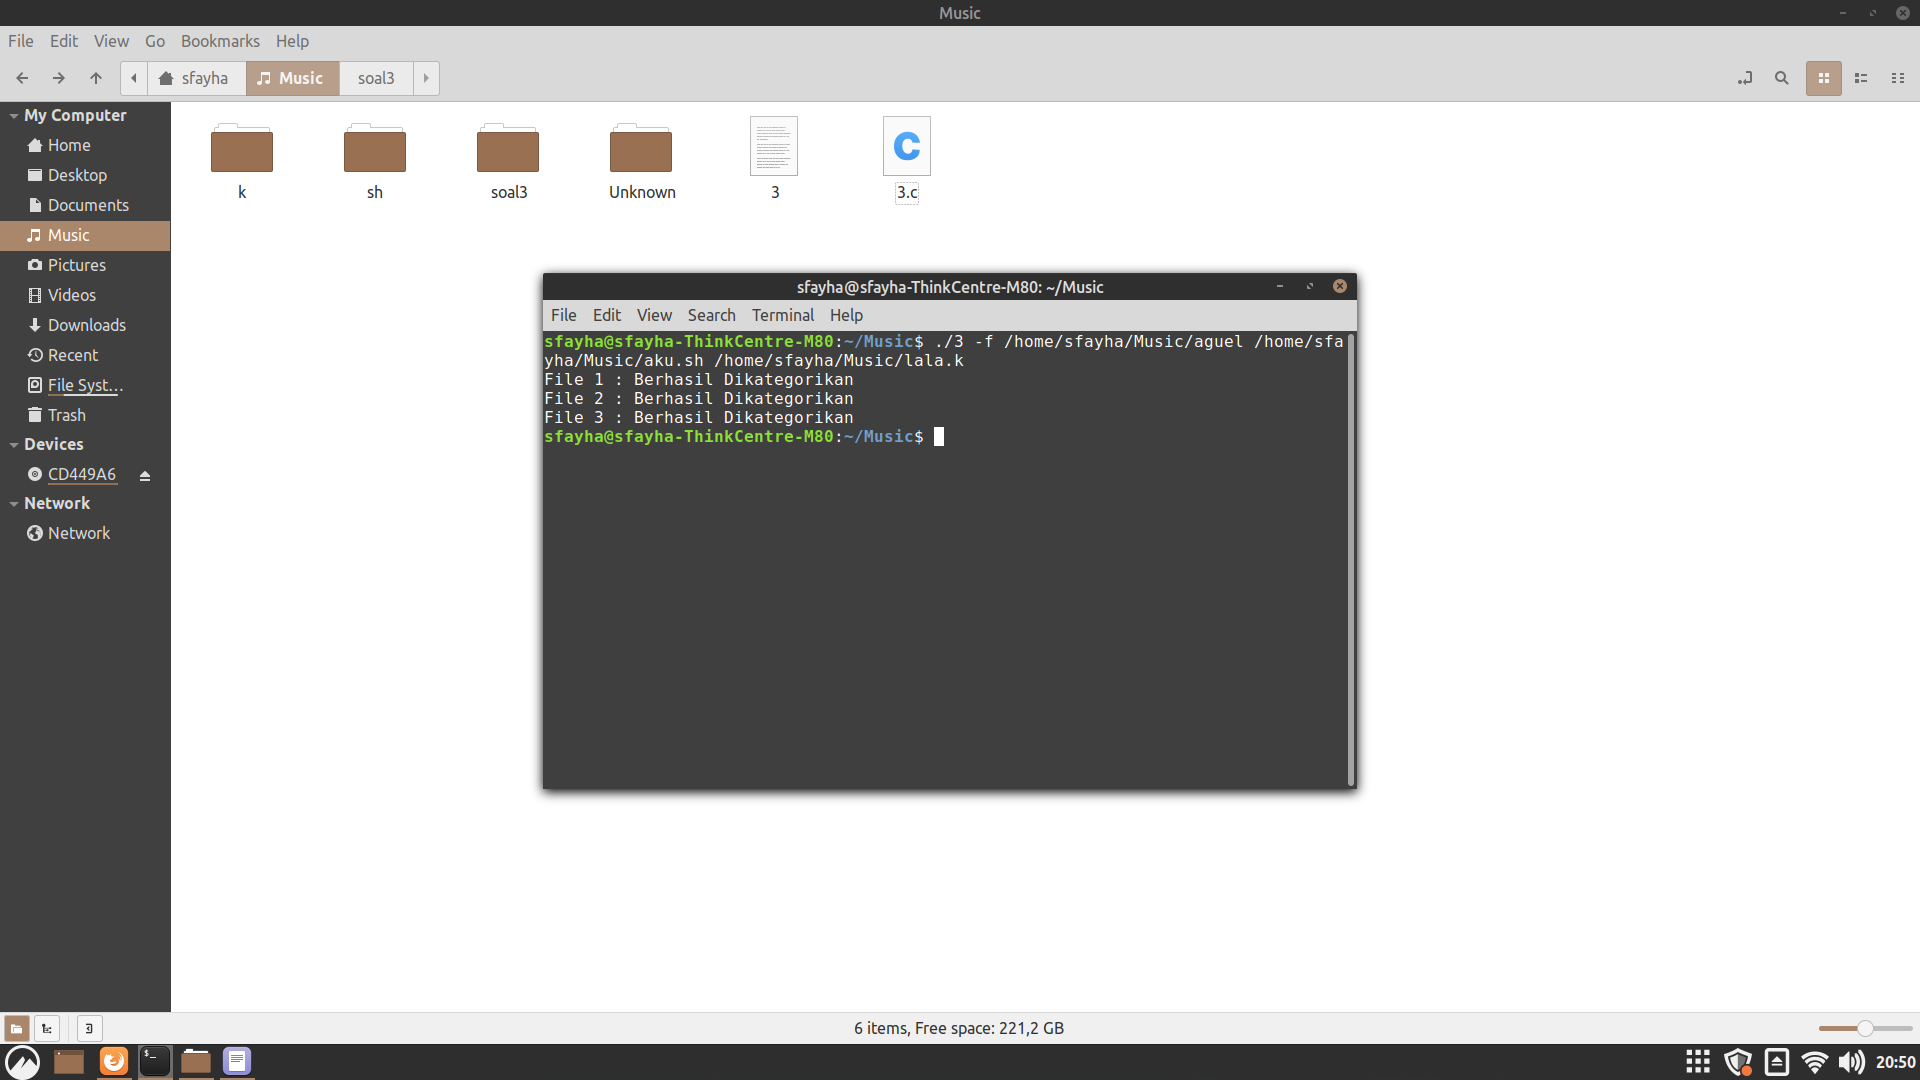 Music
File Edit View Go Bookmarks Help
sfayha Music soal3
My Computer
Home
Desktop
Documents
Music
Pictures
Videos
Downloads
Recent
File Syst…
Trash
Devices
CD449A6
Network
Network
k sh soal3 Unknown 3 3.c
sfayha@sfayha-ThinkCentre-M80: ~/Music
File Edit View Search Terminal Help
sfayha@sfayha-ThinkCentre-M80:~/Music$ ./3 -f /home/sfayha/Music/aguel /home/sfa
yha/Music/aku.sh /home/sfayha/Music/lala.k
File 1 : Berhasil Dikategorikan
File 2 : Berhasil Dikategorikan
File 3 : Berhasil Dikategorikan
sfayha@sfayha-ThinkCentre-M80:~/Music$
6 items, Free space: 221,2 GB
20:50